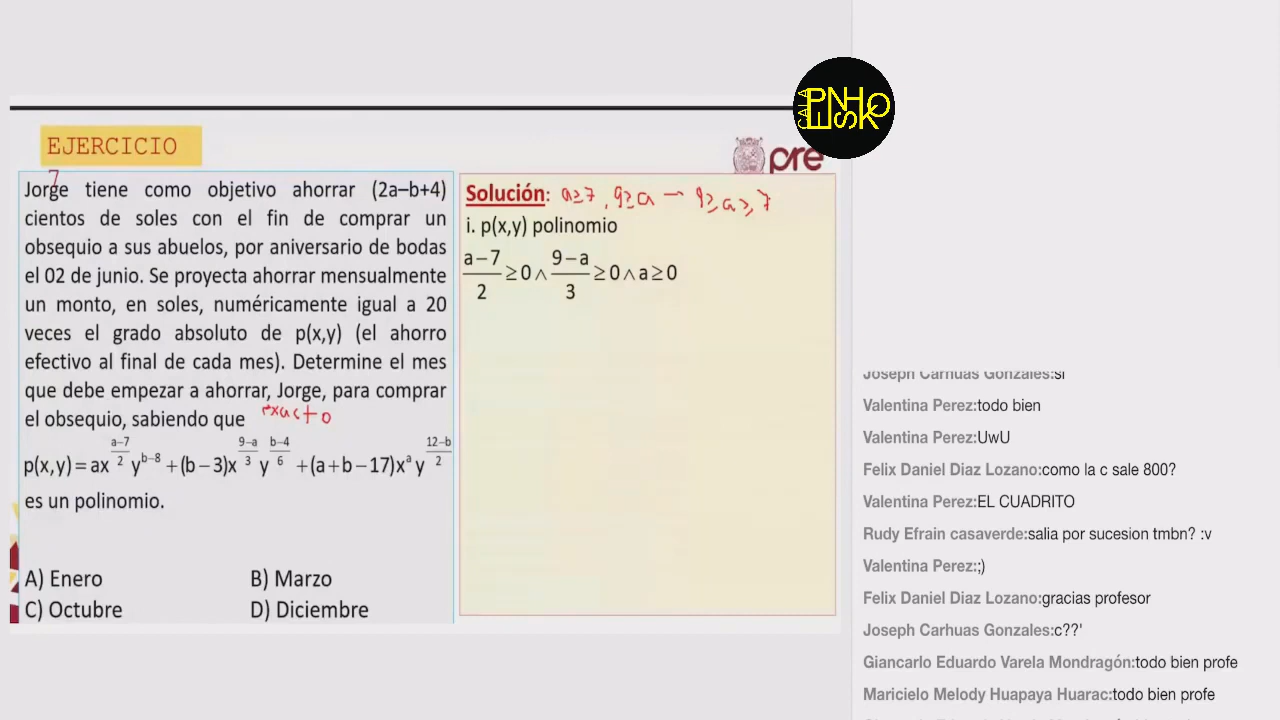 CALA
PENHOESK
EJERCICIO
7
pre
Jorge tiene como objetivo ahorrar (2a–b+4)
cientos de soles con el fin de comprar un
obsequio a sus abuelos, por aniversario de bodas
el 02 de junio. Se proyecta ahorrar mensualmente
un monto, en soles, numéricamente igual a 20
veces el grado absoluto de p(x,y) (el ahorro
efectivo al final de cada mes). Determine el mes
que debe empezar a ahorrar, Jorge, para comprar
el obsequio, sabiendo que
p(x,y) = ax^((a–7)/2) y^(b–8) + (b–3)x^((9–a)/3) y^((b–4)/6) + (a+b–17)x^a y^((12–b)/2)
es un polinomio.
A) Enero B) Marzo
C) Octubre D) Diciembre
Solución: a≥7, 9≥a → 9≥a≥7
i. p(x,y) polinomio
(a–7)/2 ≥0 ∧ (9–a)/3 ≥0 ∧ a≥0
Joseph Carhuas Gonzales:si
Valentina Perez:todo bien
Valentina Perez:UwU
Felix Daniel Diaz Lozano:como la c sale 800?
Valentina Perez:EL CUADRITO
Rudy Efrain casaverde:salia por sucesion tmbn? :v
Valentina Perez:;)
Felix Daniel Diaz Lozano:gracias profesor
Joseph Carhuas Gonzales:c??'
Giancarlo Eduardo Varela Mondragón:todo bien profe
Maricielo Melody Huapaya Huarac:todo bien profe